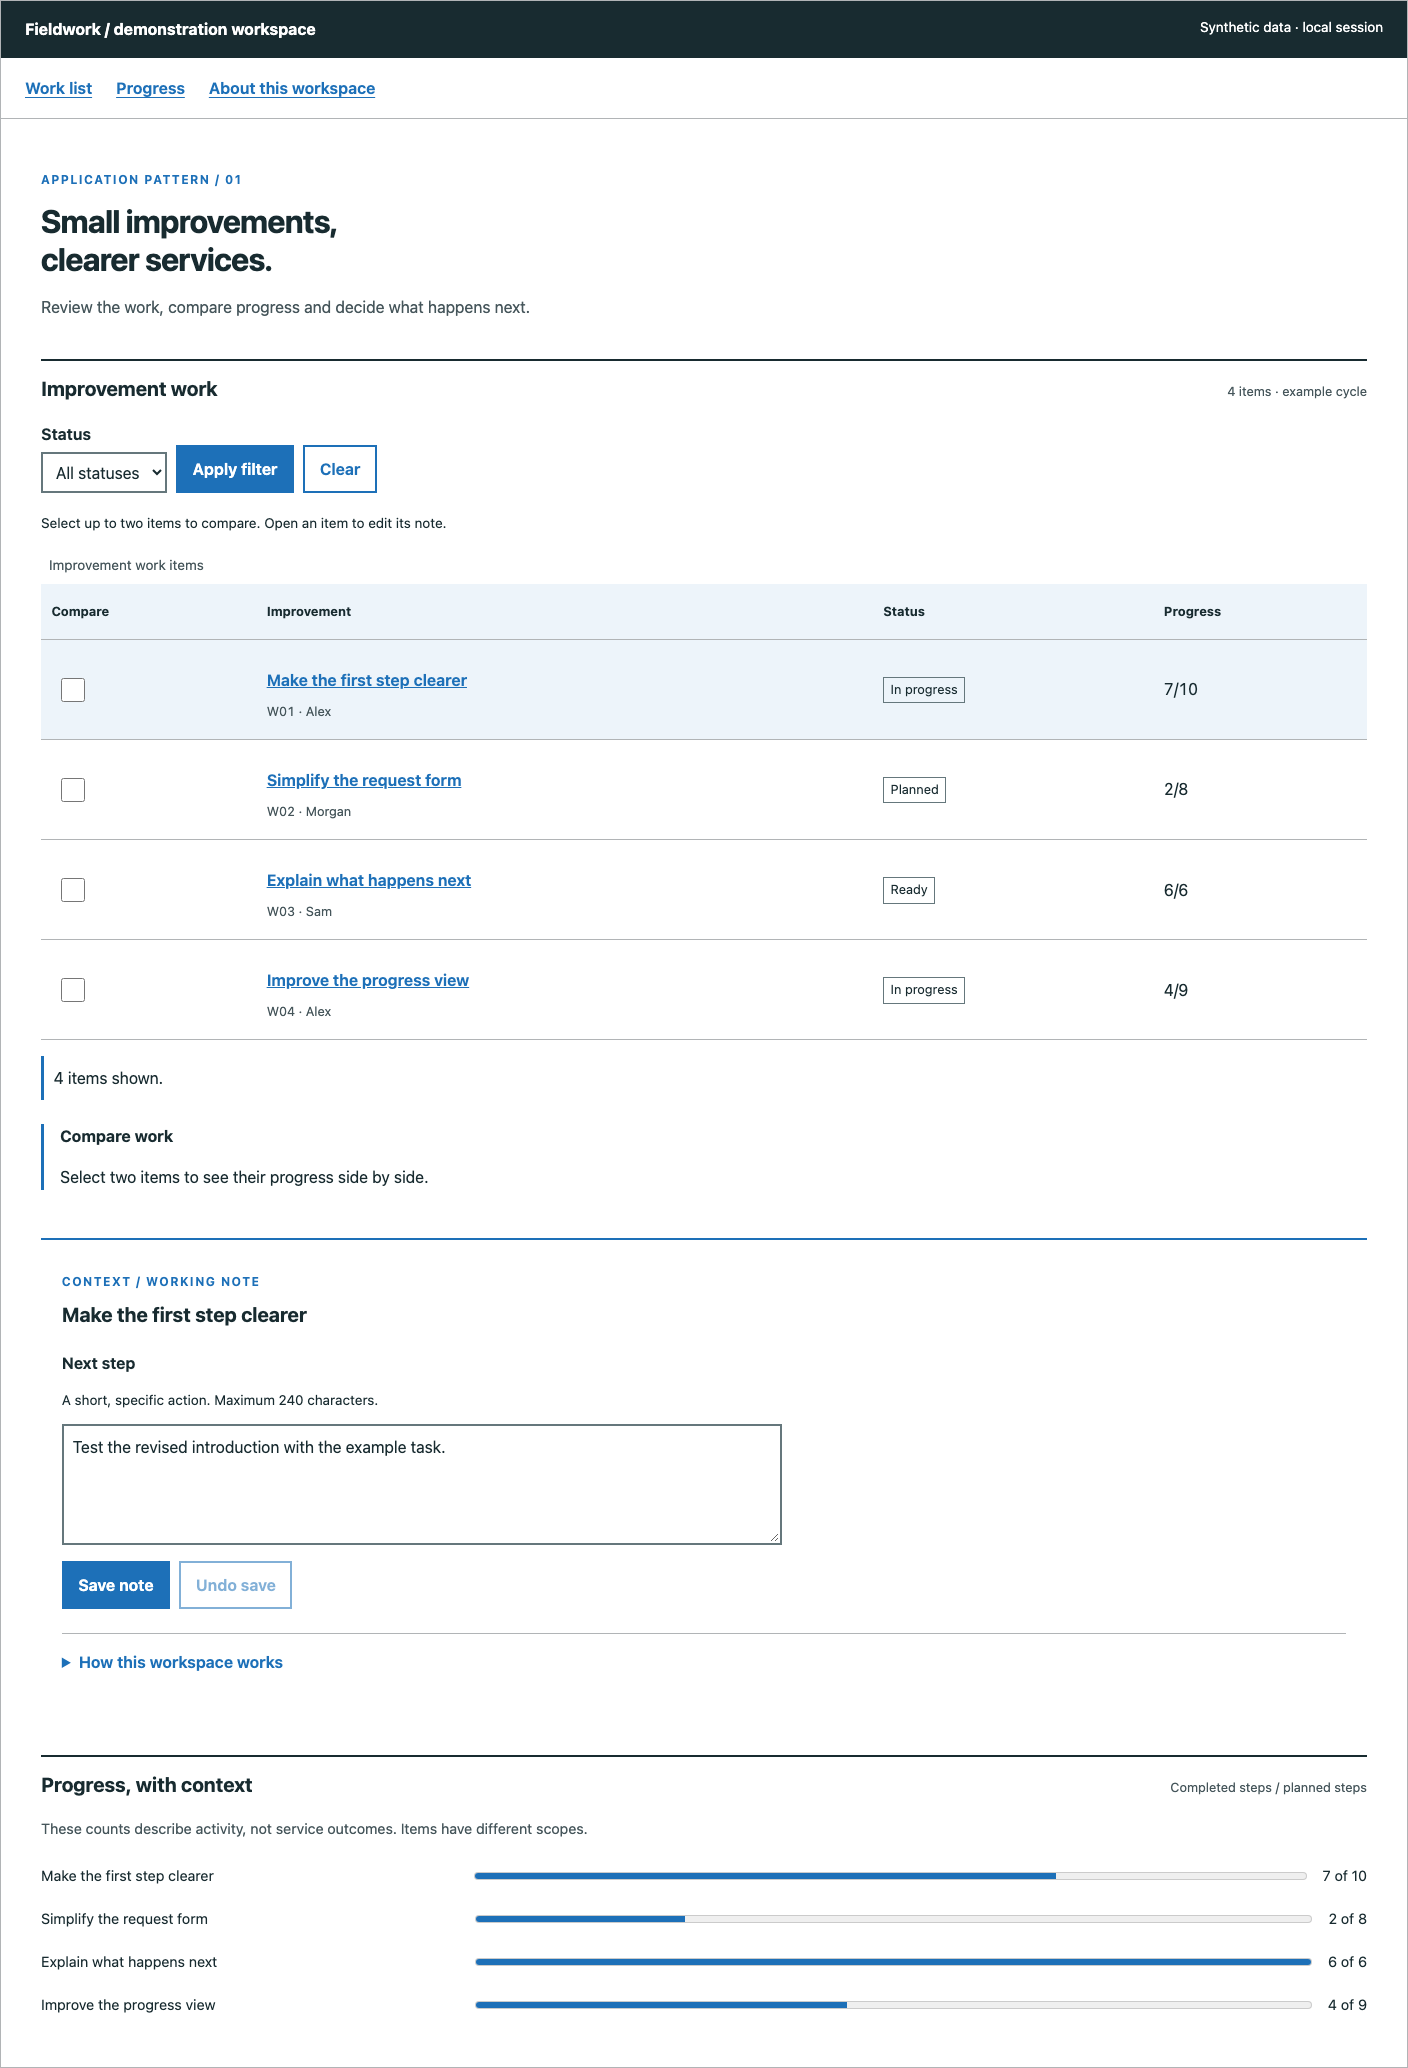 Fieldwork / demonstration workspace
Synthetic data · local session
Work list
Progress
About this workspace
APPLICATION PATTERN / 01
Small improvements,
clearer services.
Review the work, compare progress and decide what happens next.
Improvement work
4 items · example cycle
Status
All statuses
Apply filter
Clear
Select up to two items to compare. Open an item to edit its note.
Improvement work items
Compare
Improvement
Status
Progress
Make the first step clearer
W01 · Alex
In progress
7/10
Simplify the request form
W02 · Morgan
Planned
2/8
Explain what happens next
W03 · Sam
Ready
6/6
Improve the progress view
W04 · Alex
In progress
4/9
4 items shown.
Compare work
Select two items to see their progress side by side.
CONTEXT / WORKING NOTE
Make the first step clearer
Next step
A short, specific action. Maximum 240 characters.
Test the revised introduction with the example task.
Save note
Undo save
How this workspace works
Progress, with context
Completed steps / planned steps
These counts describe activity, not service outcomes. Items have different scopes.
Make the first step clearer
7 of 10
Simplify the request form
2 of 8
Explain what happens next
6 of 6
Improve the progress view
4 of 9